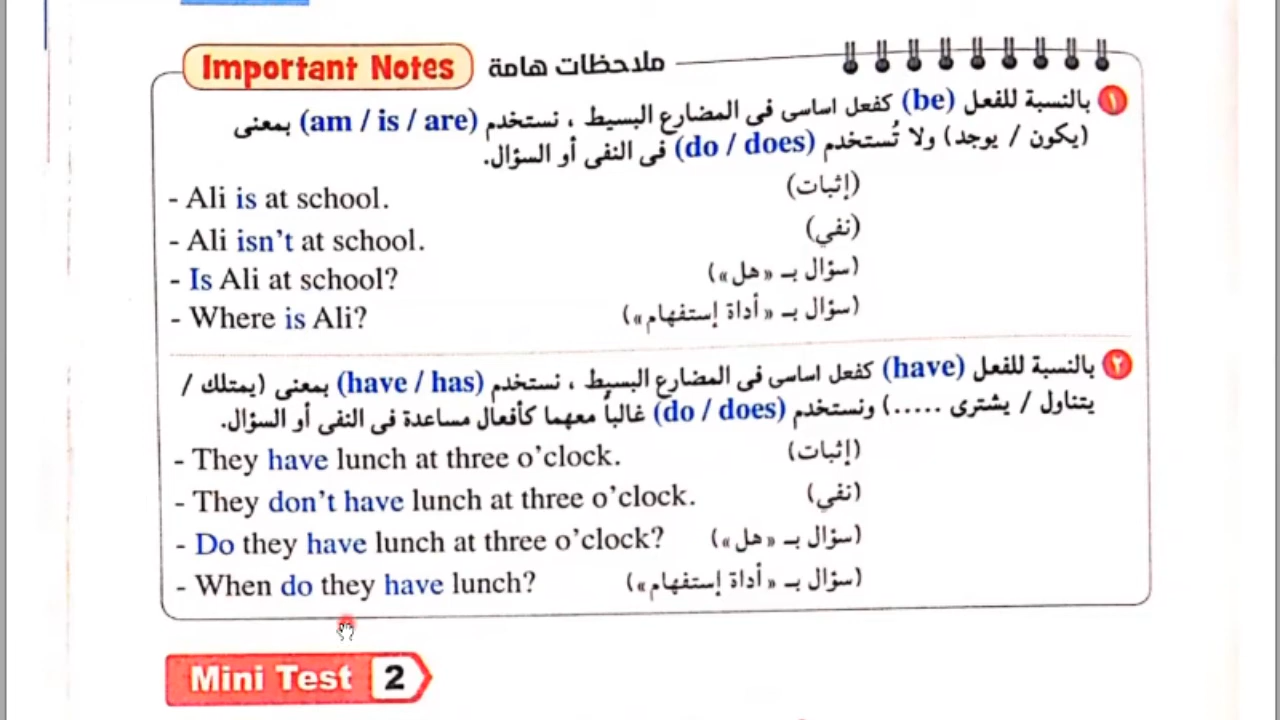 Important Notes ملاحظات هامة
١ بالنسبة للفعل (be) كفعل اساسى فى المضارع البسيط ، نستخدم (am / is / are) بمعنى
(يكون / يوجد) ولا تُستخدم (do / does) فى النفى أو السؤال.
- Ali is at school. (إثبات)
- Ali isn't at school. (نفي)
- Is Ali at school? (سؤال بـ «هل»)
- Where is Ali? (سؤال بـ «أداة إستفهام»)
٢ بالنسبة للفعل (have) كفعل اساسى فى المضارع البسيط ، نستخدم (have / has) بمعنى (يمتلك /
يتناول / يشترى .....) ونستخدم (do / does) غالباً معهما كأفعال مساعدة فى النفى أو السؤال.
- They have lunch at three o'clock. (إثبات)
- They don't have lunch at three o'clock. (نفي)
- Do they have lunch at three o'clock? (سؤال بـ «هل»)
- When do they have lunch? (سؤال بـ «أداة إستفهام»)
Mini Test 2